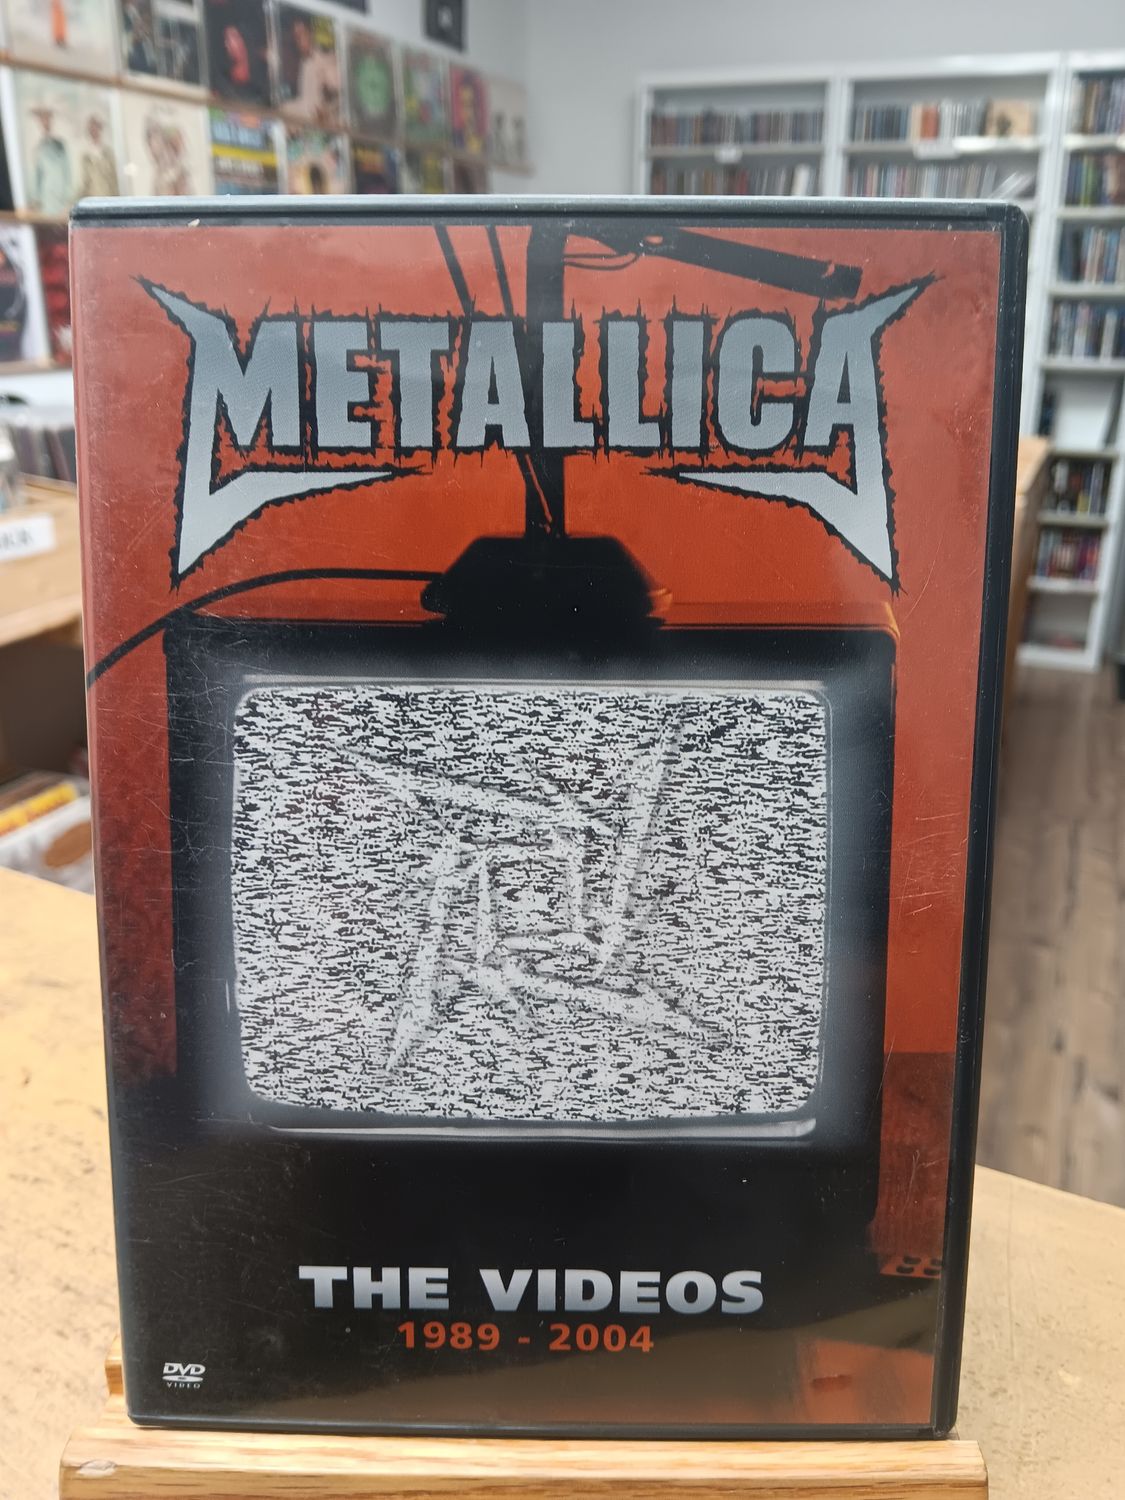 METALLICA
THE VIDEOS
1989 - 2004
DVD
VIDEO